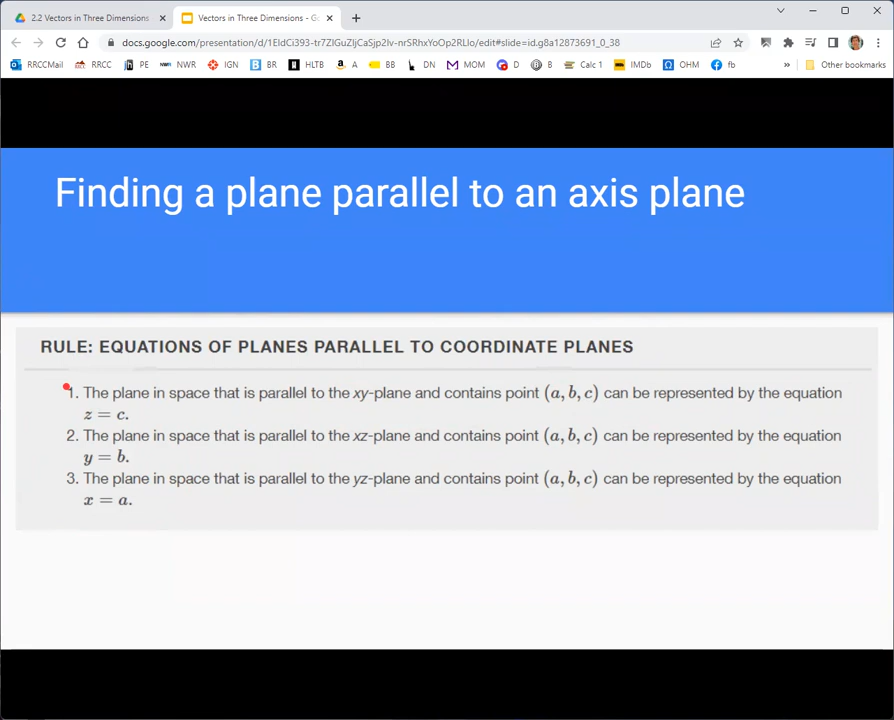 2.2 Vectors in Three Dimensions
Vectors in Three Dimensions - Go
docs.google.com/presentation/d/1EldCi393-tr7ZIGuZIjCaSjp2Iv-nrSRhxYoOp2RLlo/edit#slide=id.g8a12873691_0_38
RRCCMail RRCC PE NWR IGN BR HLTB A BB DN MOM D B Calc 1 IMDb OHM fb » Other bookmarks
Finding a plane parallel to an axis plane
RULE: EQUATIONS OF PLANES PARALLEL TO COORDINATE PLANES
1. The plane in space that is parallel to the xy-plane and contains point (a, b, c) can be represented by the equation
z = c.
2. The plane in space that is parallel to the xz-plane and contains point (a, b, c) can be represented by the equation
y = b.
3. The plane in space that is parallel to the yz-plane and contains point (a, b, c) can be represented by the equation
x = a.